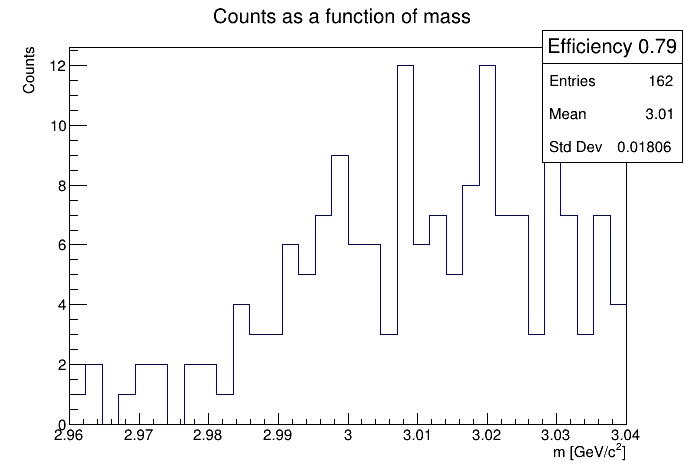 Counts as a function of mass
Efficiency 0.79
Entries 162
Mean 3.01
Std Dev 0.01806
Counts
12
10
8
6
4
2
0
2.96 2.97 2.98 2.99 3 3.01 3.02 3.03 3.04
m [GeV/c²]